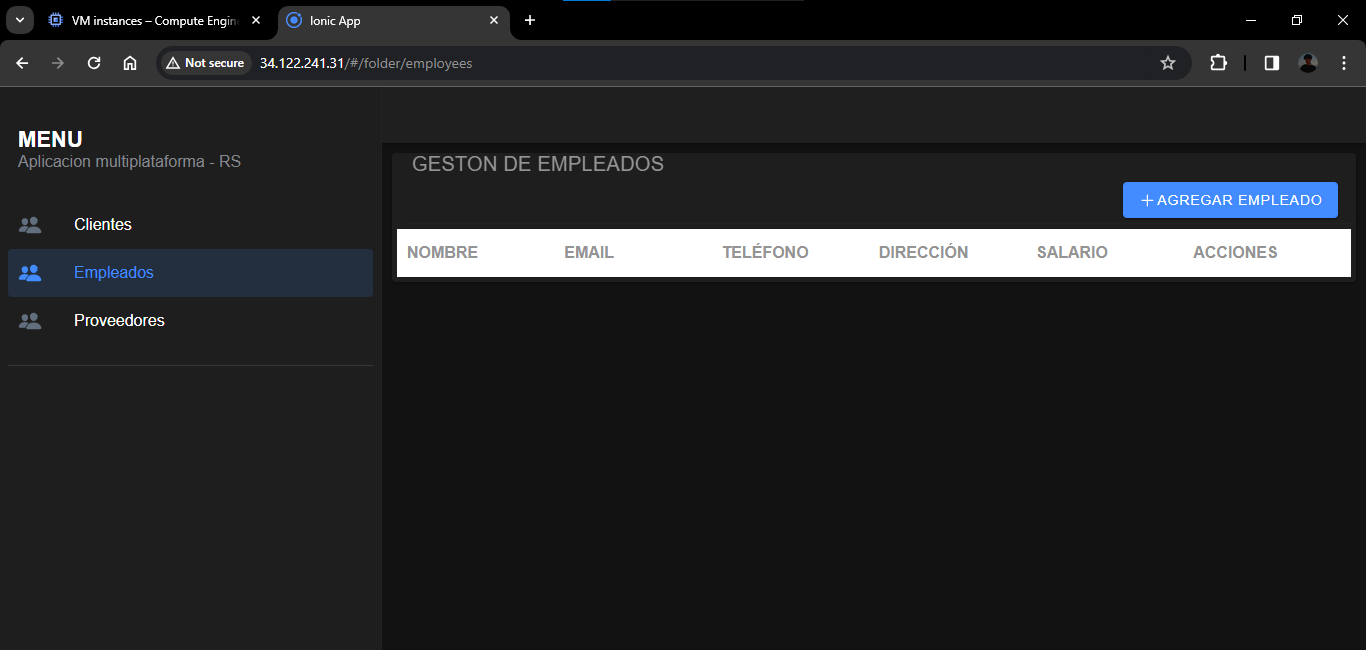 VM instances – Compute Engin
Ionic App
Not secure
34.122.241.31/#/folder/employees
MENU
Aplicacion multiplataforma - RS
Clientes
Empleados
Proveedores
GESTON DE EMPLEADOS
AGREGAR EMPLEADO
NOMBRE EMAIL TELÉFONO DIRECCIÓN SALARIO ACCIONES